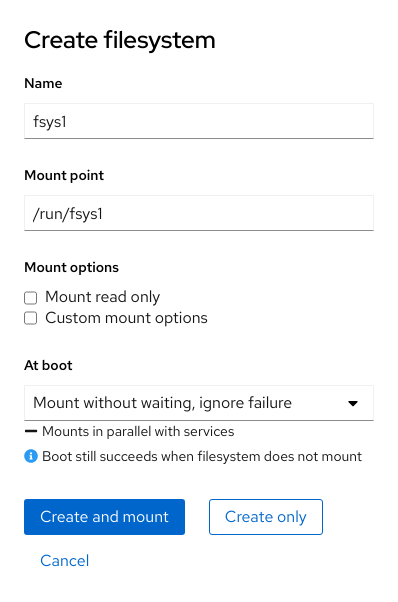 Create filesystem
Name
fsys1
Mount point
/run/fsys1
Mount options
Mount read only
Custom mount options
At boot
Mount without waiting, ignore failure
Mounts in parallel with services
Boot still succeeds when filesystem does not mount
Create and mount
Create only
Cancel